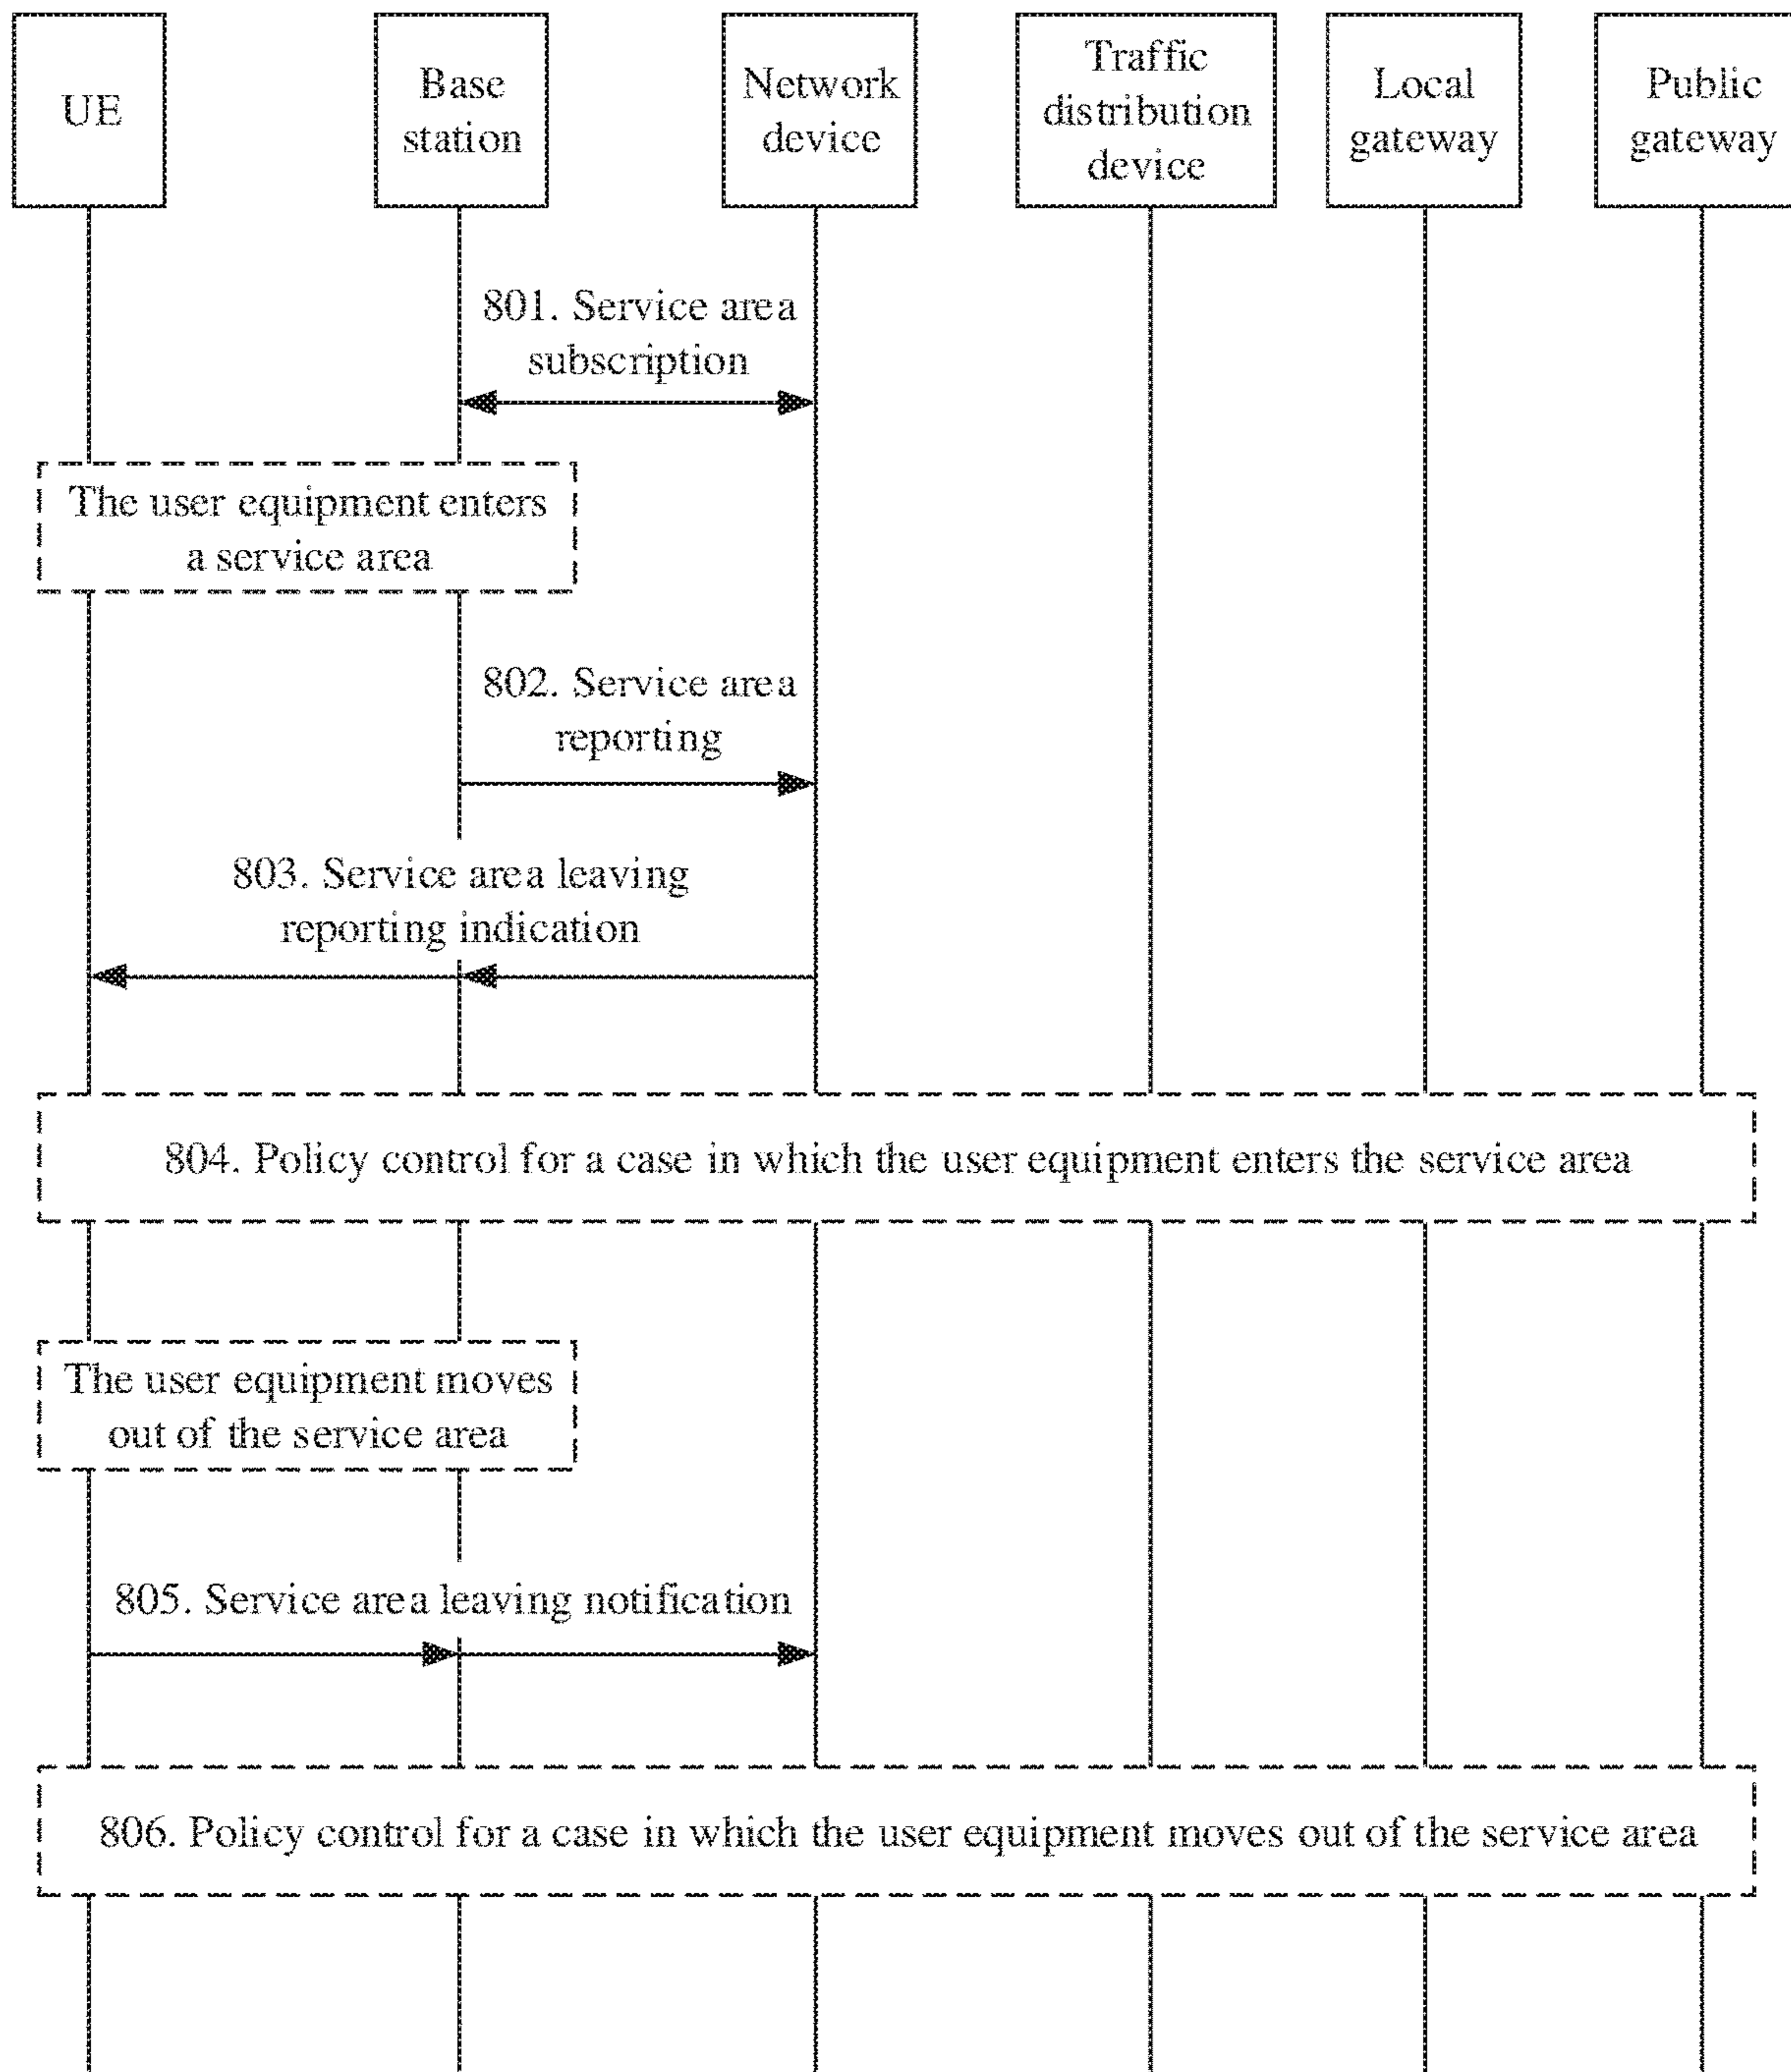 UE
Base
station
Network
device
Traffic
distribution
device
Local
gateway
Public
gateway
801. Service area
subscription
The user equipment enters
a service area
802. Service area
reporting
803. Service area leaving
reporting indication
804. Policy control for a case in which the user equipment enters the service area
The user equipment moves
out of the service area
805. Service area leaving notification
806. Policy control for a case in which the user equipment moves out of the service area